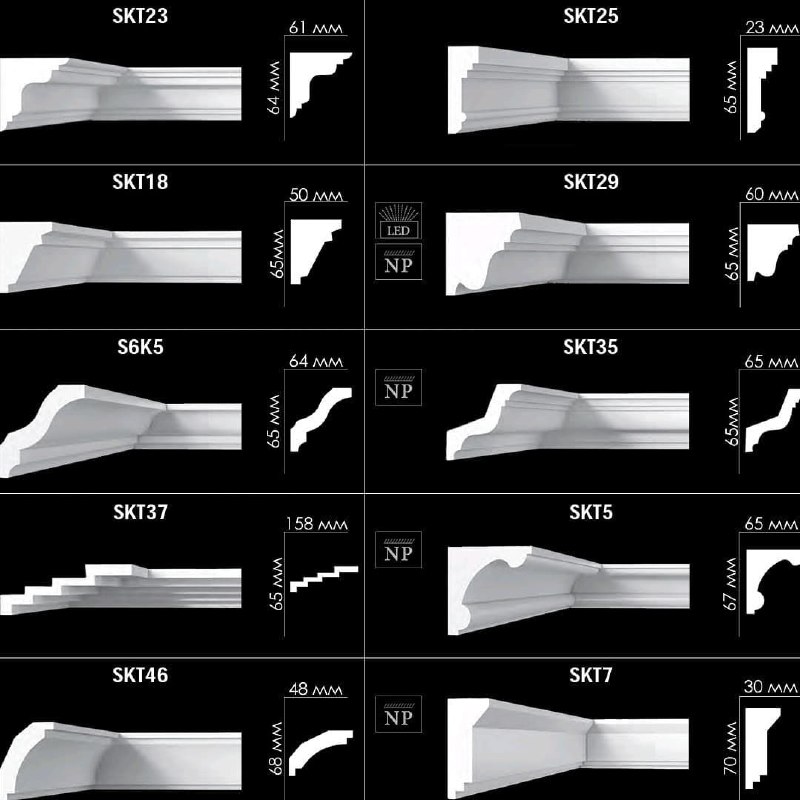 SKT23
61 мм
64 мм
SKT25
23 мм
65 мм
SKT18
50 мм
65мм
LED
NP
SKT29
60 мм
65 мм
S6K5
64 мм
65 мм
NP
SKT35
65 мм
65мм
SKT37
158 мм
65 мм
NP
SKT5
65 мм
67 мм
SKT46
48 мм
68 мм
NP
SKT7
30 мм
70 мм